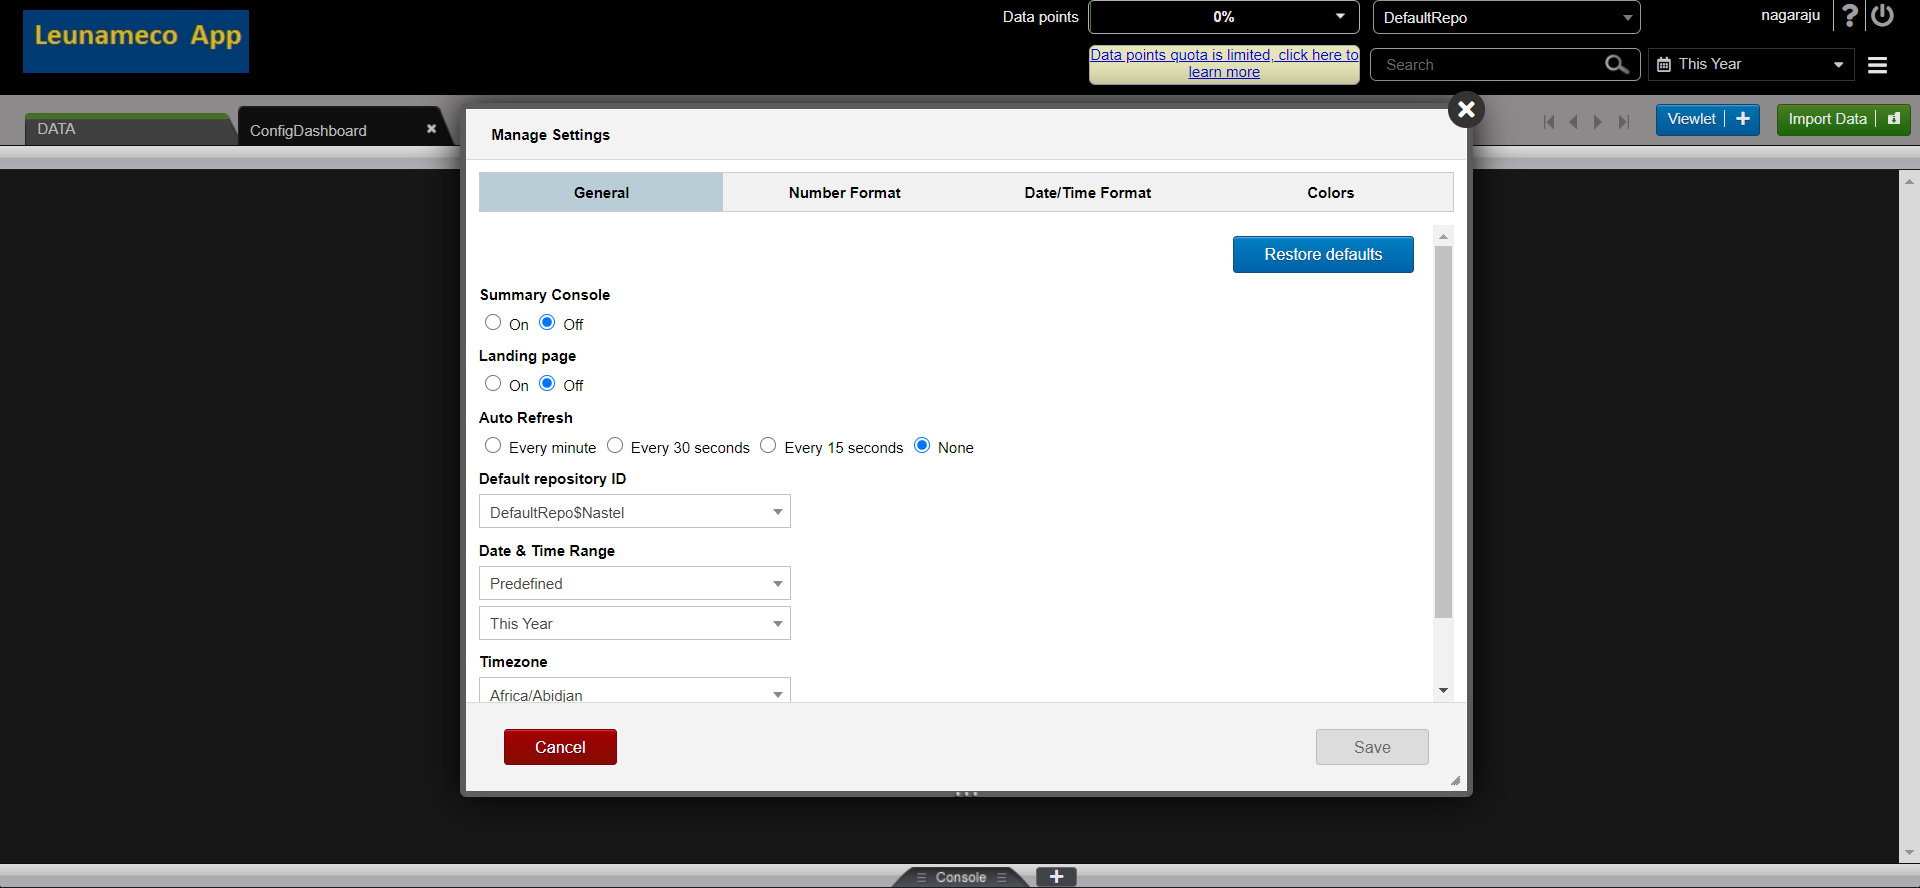 Leunameco App
Data points
0%
DefaultRepo
nagaraju
?
Data points quota is limited, click here to
learn more
Search
This Year
DATA
ConfigDashboard
Viewlet
Import Data
Manage Settings
General
Number Format
Date/Time Format
Colors
Restore defaults
Summary Console
On
Off
Landing page
On
Off
Auto Refresh
Every minute
Every 30 seconds
Every 15 seconds
None
Default repository ID
DefaultRepo$Nastel
Date & Time Range
Predefined
This Year
Timezone
Africa/Abidjan
Cancel
Save
Console